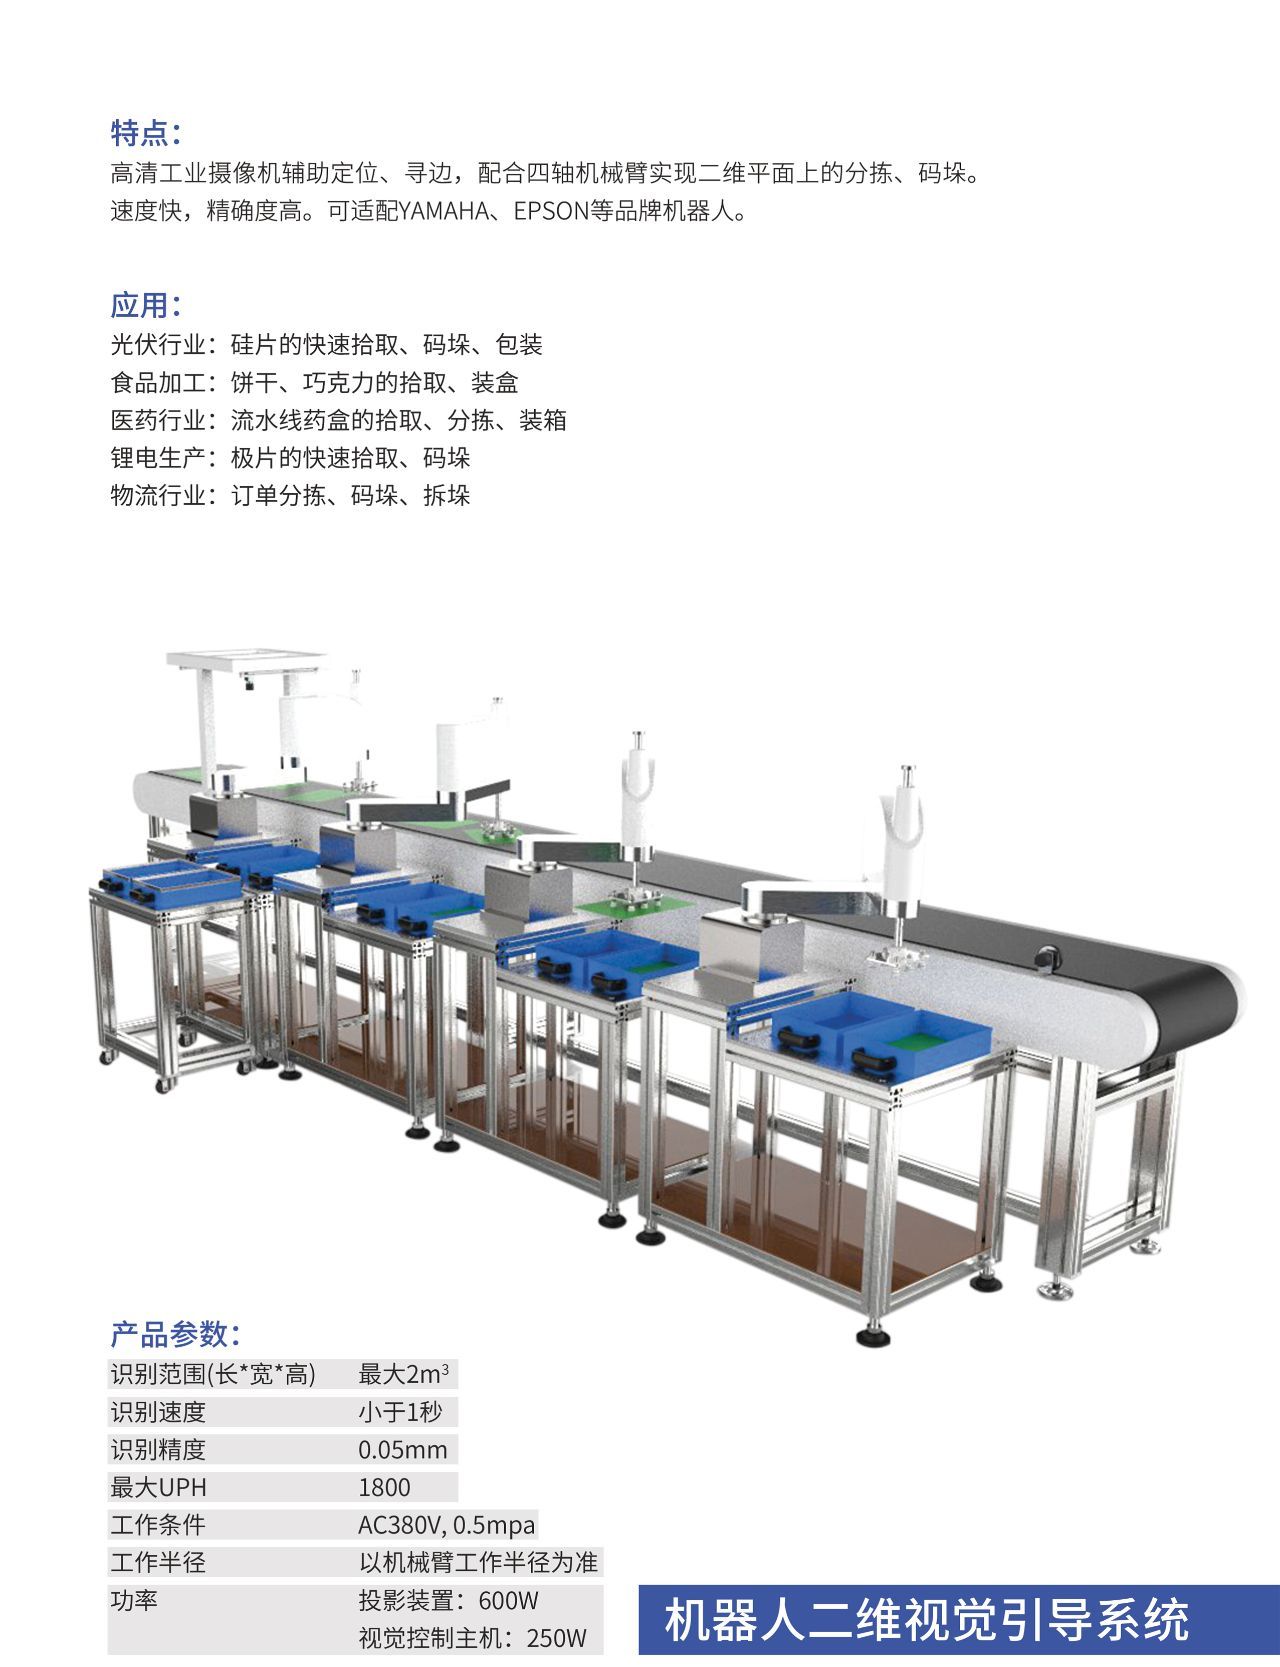 特点：
高清工业摄像机辅助定位、寻边，配合四轴机械臂实现二维平面上的分拣、码垛。
速度快，精确度高。可适配YAMAHA、EPSON等品牌机器人。
应用：
光伏行业：硅片的快速拾取、码垛、包装
食品加工：饼干、巧克力的拾取、装盒
医药行业：流水线药盒的拾取、分拣、装箱
锂电生产：极片的快速拾取、码垛
物流行业：订单分拣、码垛、拆垛
产品参数：
识别范围(长*宽*高) 最大2m³
识别速度 小于1秒
识别精度 0.05mm
最大UPH 1800
工作条件 AC380V, 0.5mpa
工作半径 以机械臂工作半径为准
功率 投影装置：600W
视觉控制主机：250W
机器人二维视觉引导系统